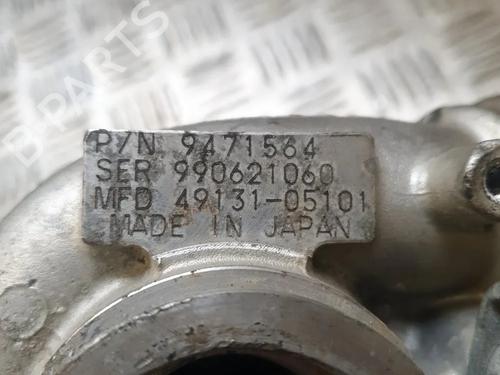 B-PARTS
P/N 9471564
SER 990621060
MFD 49131-05101
MADE IN JAPAN